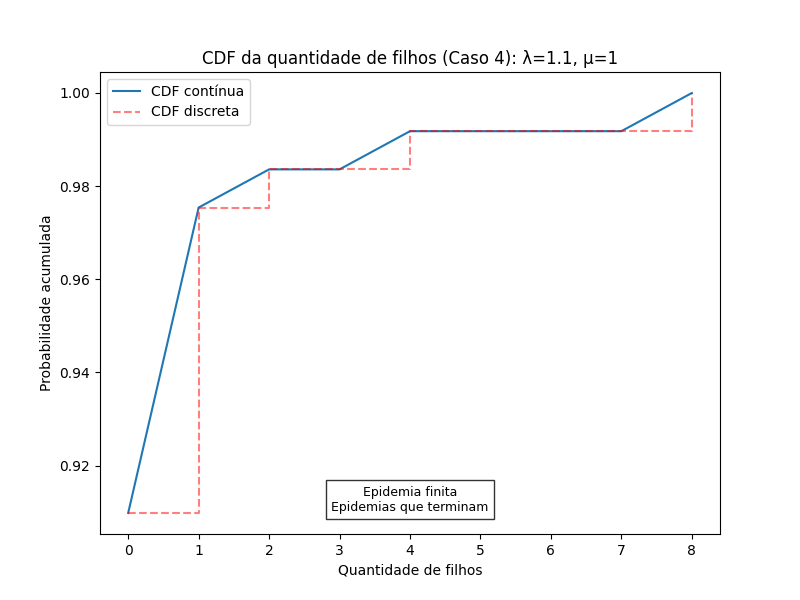 CDF da quantidade de filhos (Caso 4): λ=1.1, μ=1
CDF contínua
CDF discreta
Probabilidade acumulada
1.00
0.98
0.96
0.94
0.92
Epidemia finita
Epidemias que terminam
0 1 2 3 4 5 6 7 8
Quantidade de filhos